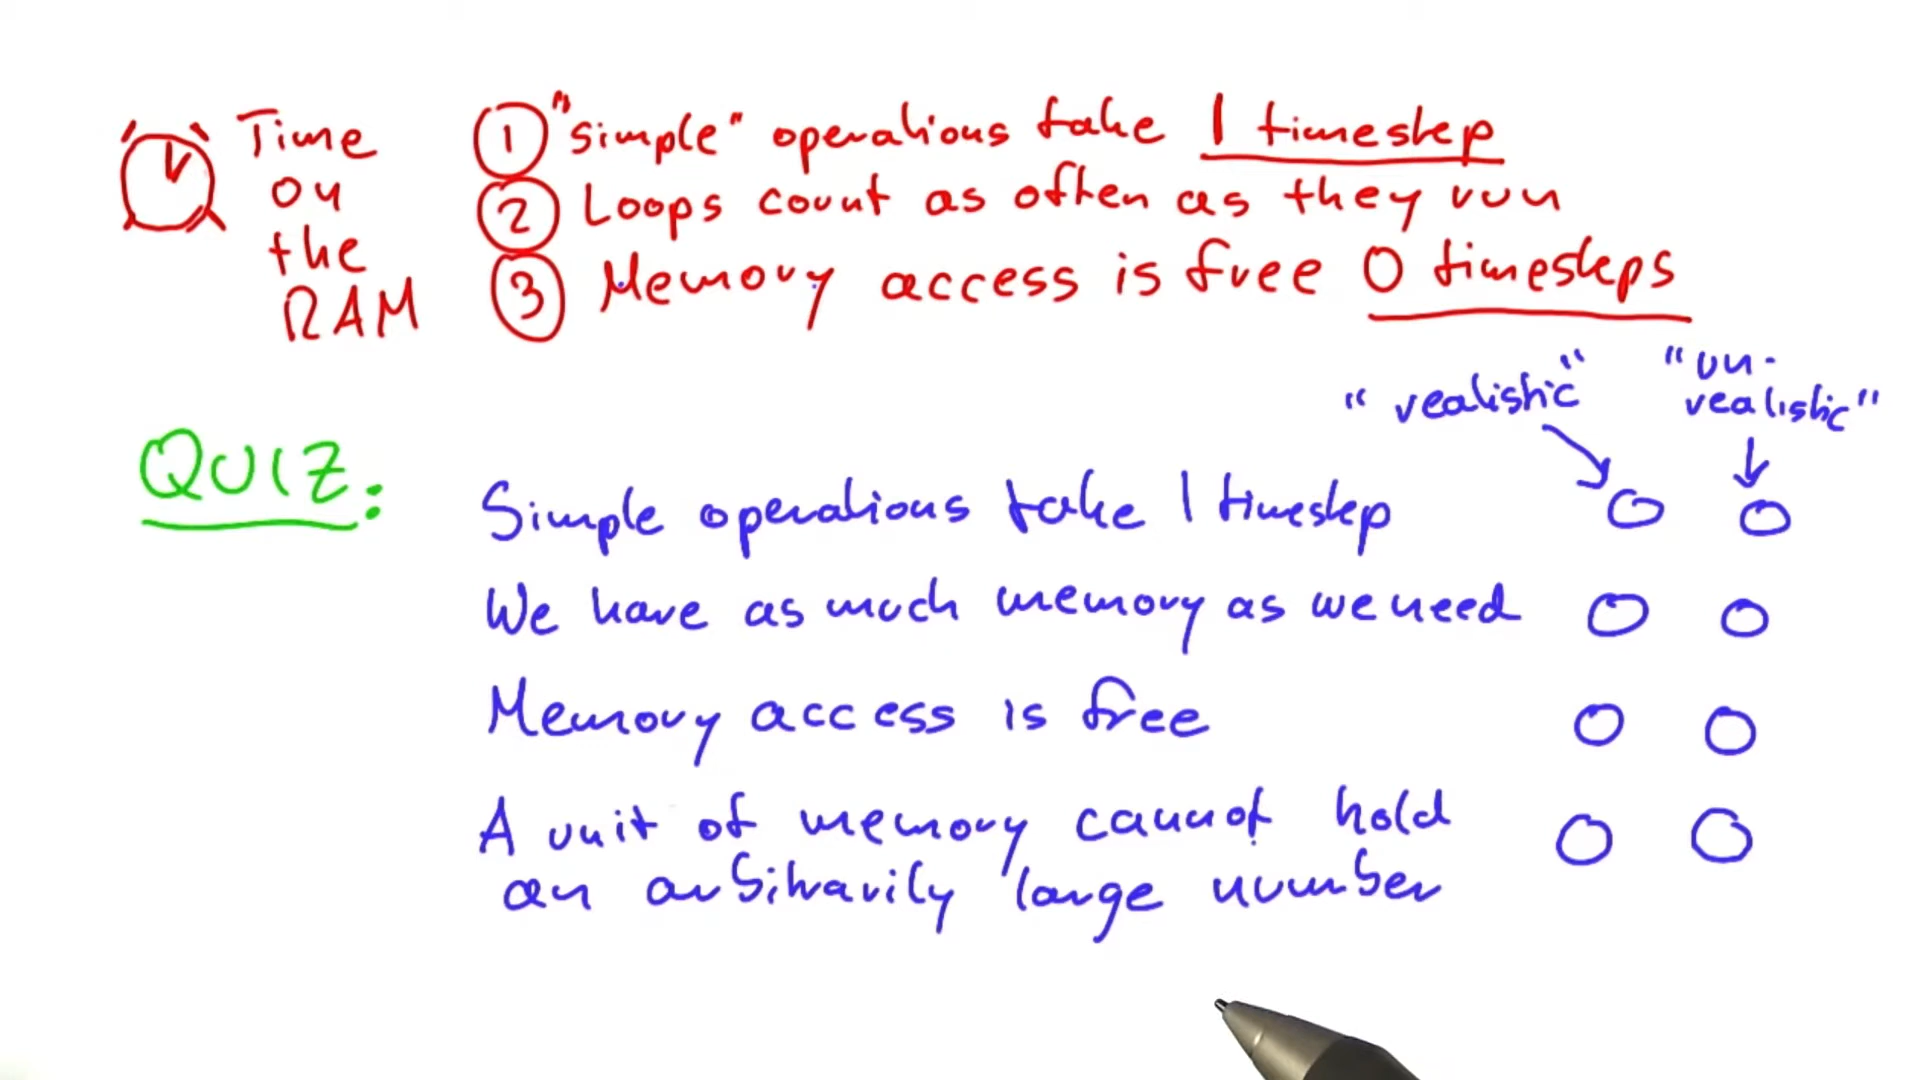 Time
on
the
RAM
1 "simple" operations take 1 timestep
2 Loops count as often as they run
3 Memory access is free 0 timesteps
"realistic"
"un-
realistic"
QUIZ:
Simple operations take 1 timestep
We have as much memory as we need
Memory access is free
A unit of memory cannot hold
an arbitrarily large number